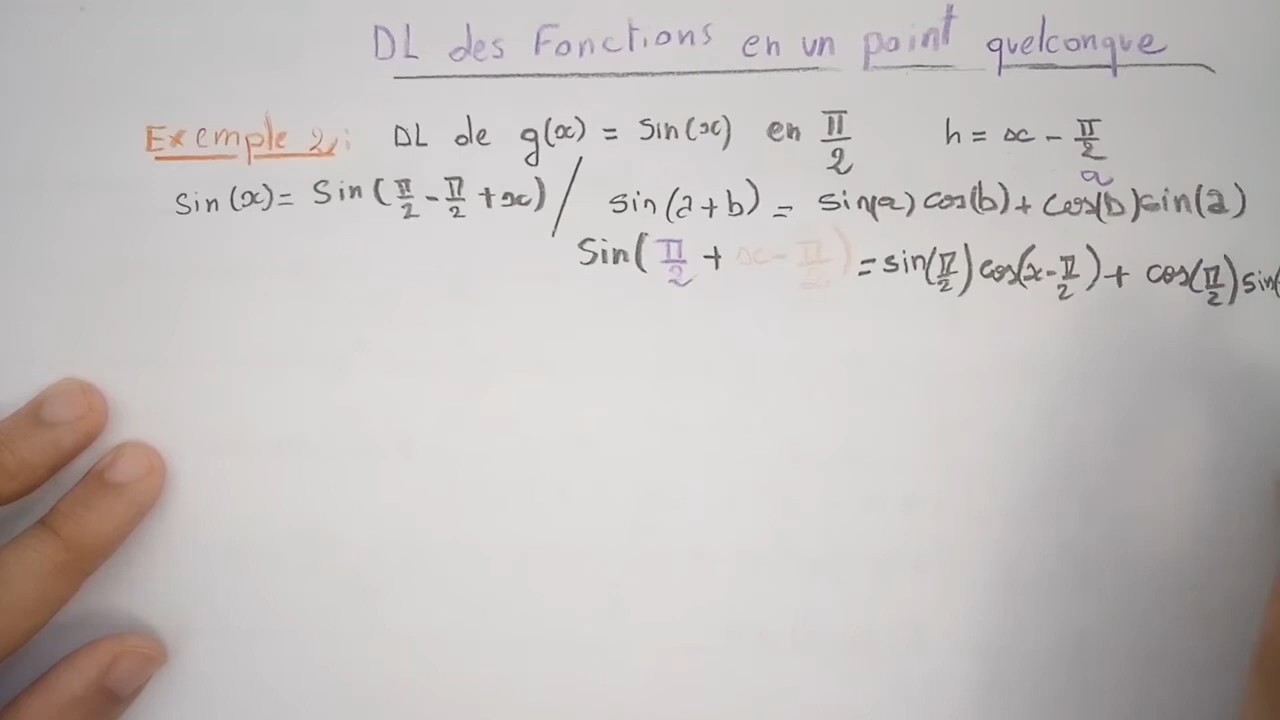 DL des Fonctions en un point quelconque
Exemple 2: DL de g(x) = sin(x) en π/2 h = x - π/2
sin(x) = sin(π/2 - π/2 + x) / sin(a+b) = sin(a) cos(b) + cos(b) sin(a)
a
sin(π/2 + x - π/2) = sin(π/2) cos(x - π/2) + cos(π/2) sin(